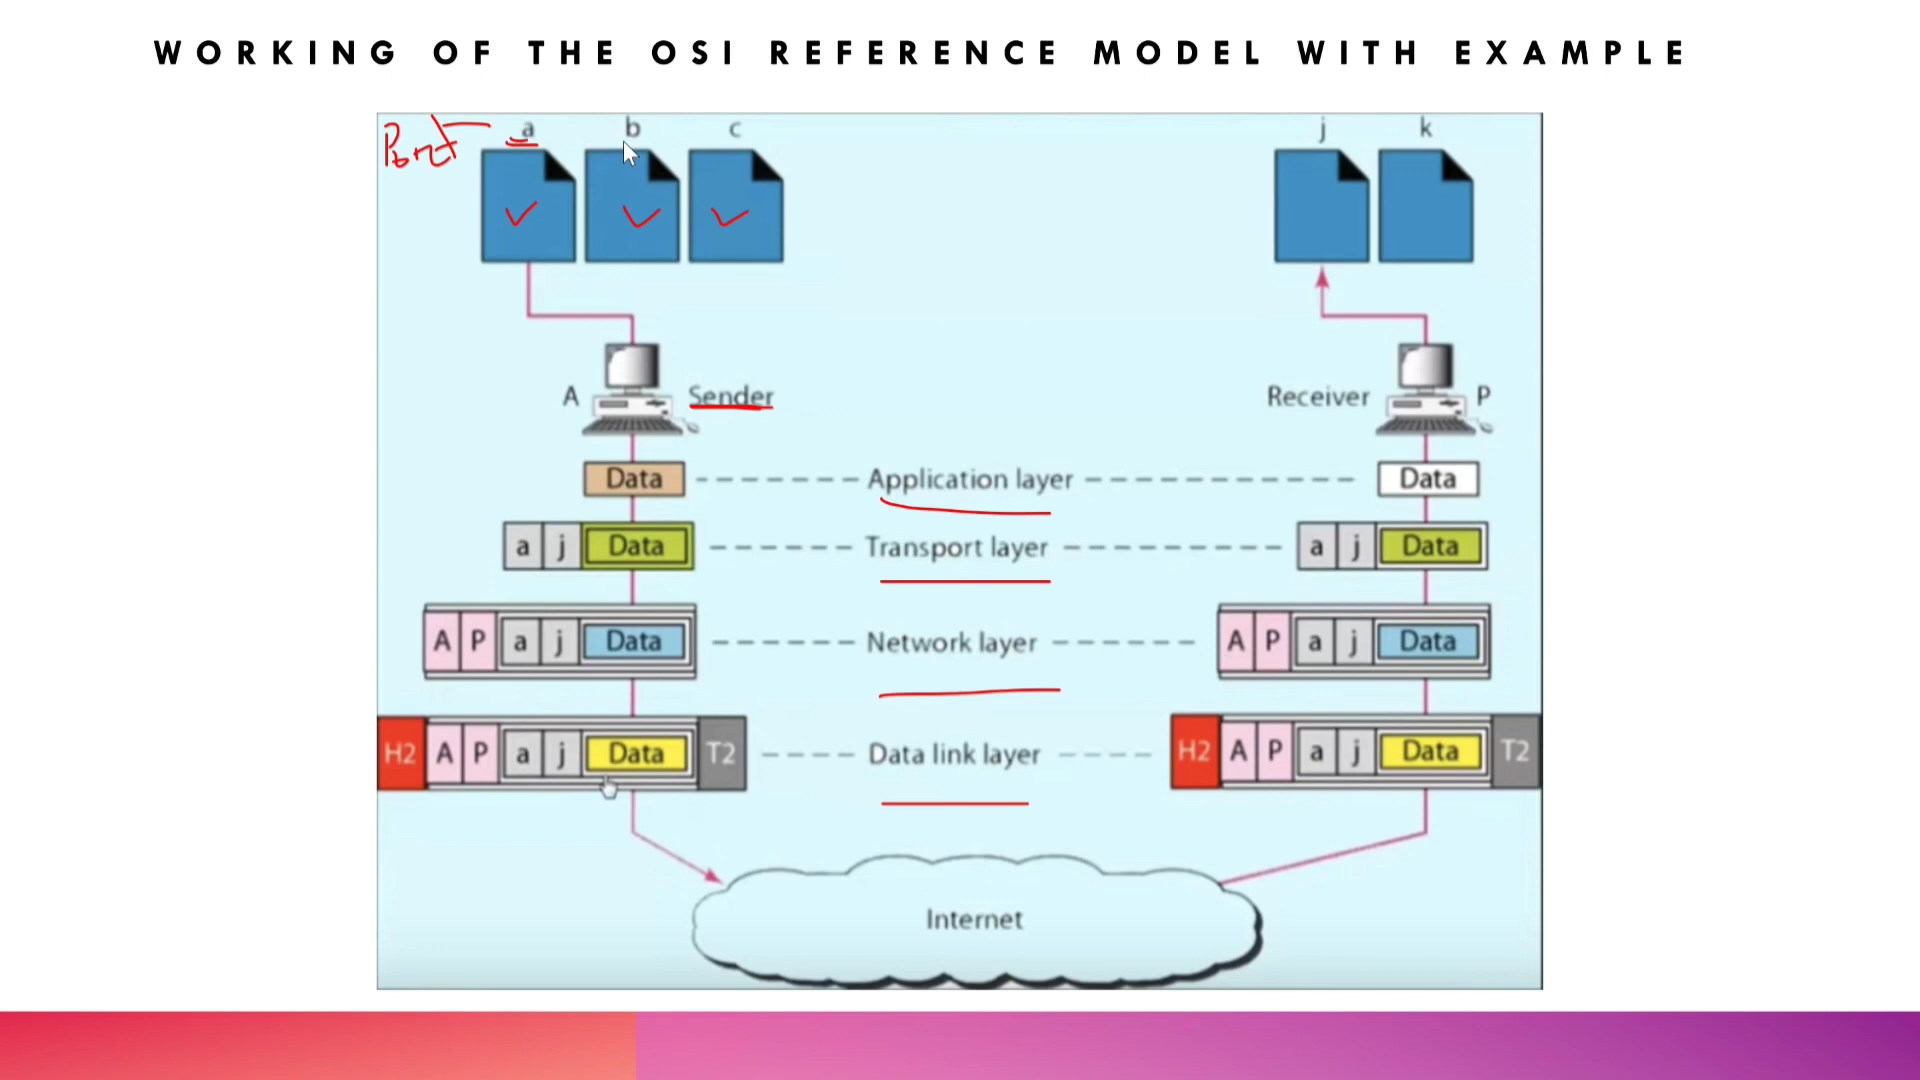 WORKING OF THE OSI REFERENCE MODEL WITH EXAMPLE
Port a b c j k
A Sender Receiver P
Data Application layer Data
a j Data Transport layer a j Data
A P a j Data Network layer A P a j Data
H2 A P a j Data T2 Data link layer H2 A P a j Data T2
Internet